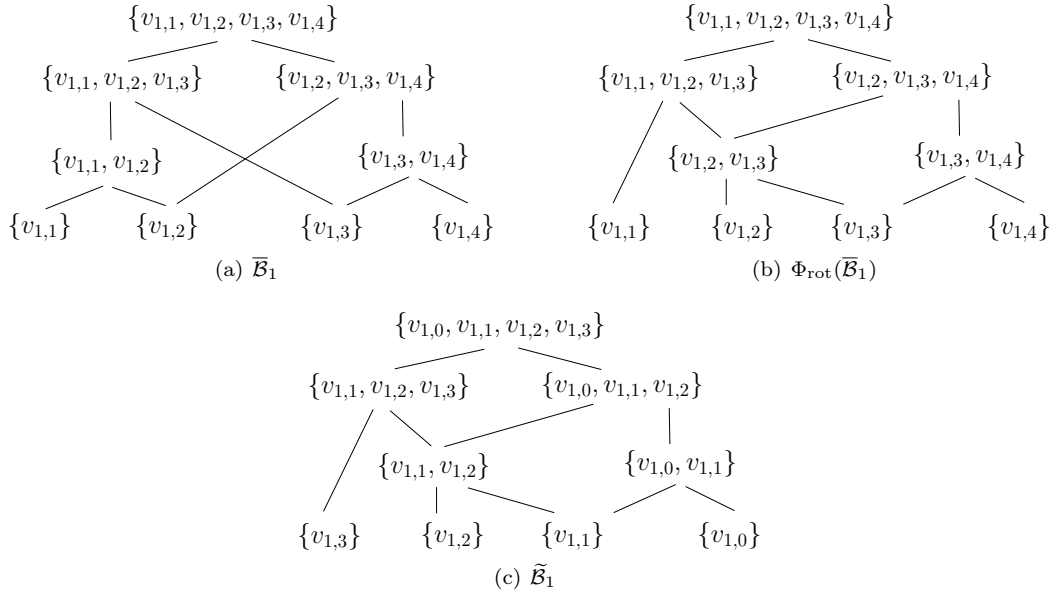 {v1,1, v1,2, v1,3, v1,4} {v1,1, v1,2, v1,3, v1,4}
{v1,1, v1,2, v1,3} {v1,2, v1,3, v1,4} {v1,1, v1,2, v1,3} {v1,2, v1,3, v1,4}
{v1,1, v1,2} {v1,3, v1,4} {v1,2, v1,3} {v1,3, v1,4}
{v1,1} {v1,2} {v1,3} {v1,4} {v1,1} {v1,2} {v1,3} {v1,4}
(a) B̅1 (b) Φrot(B̅1)
{v1,0, v1,1, v1,2, v1,3}
{v1,1, v1,2, v1,3} {v1,0, v1,1, v1,2}
{v1,1, v1,2} {v1,0, v1,1}
{v1,3} {v1,2} {v1,1} {v1,0}
(c) B̃1